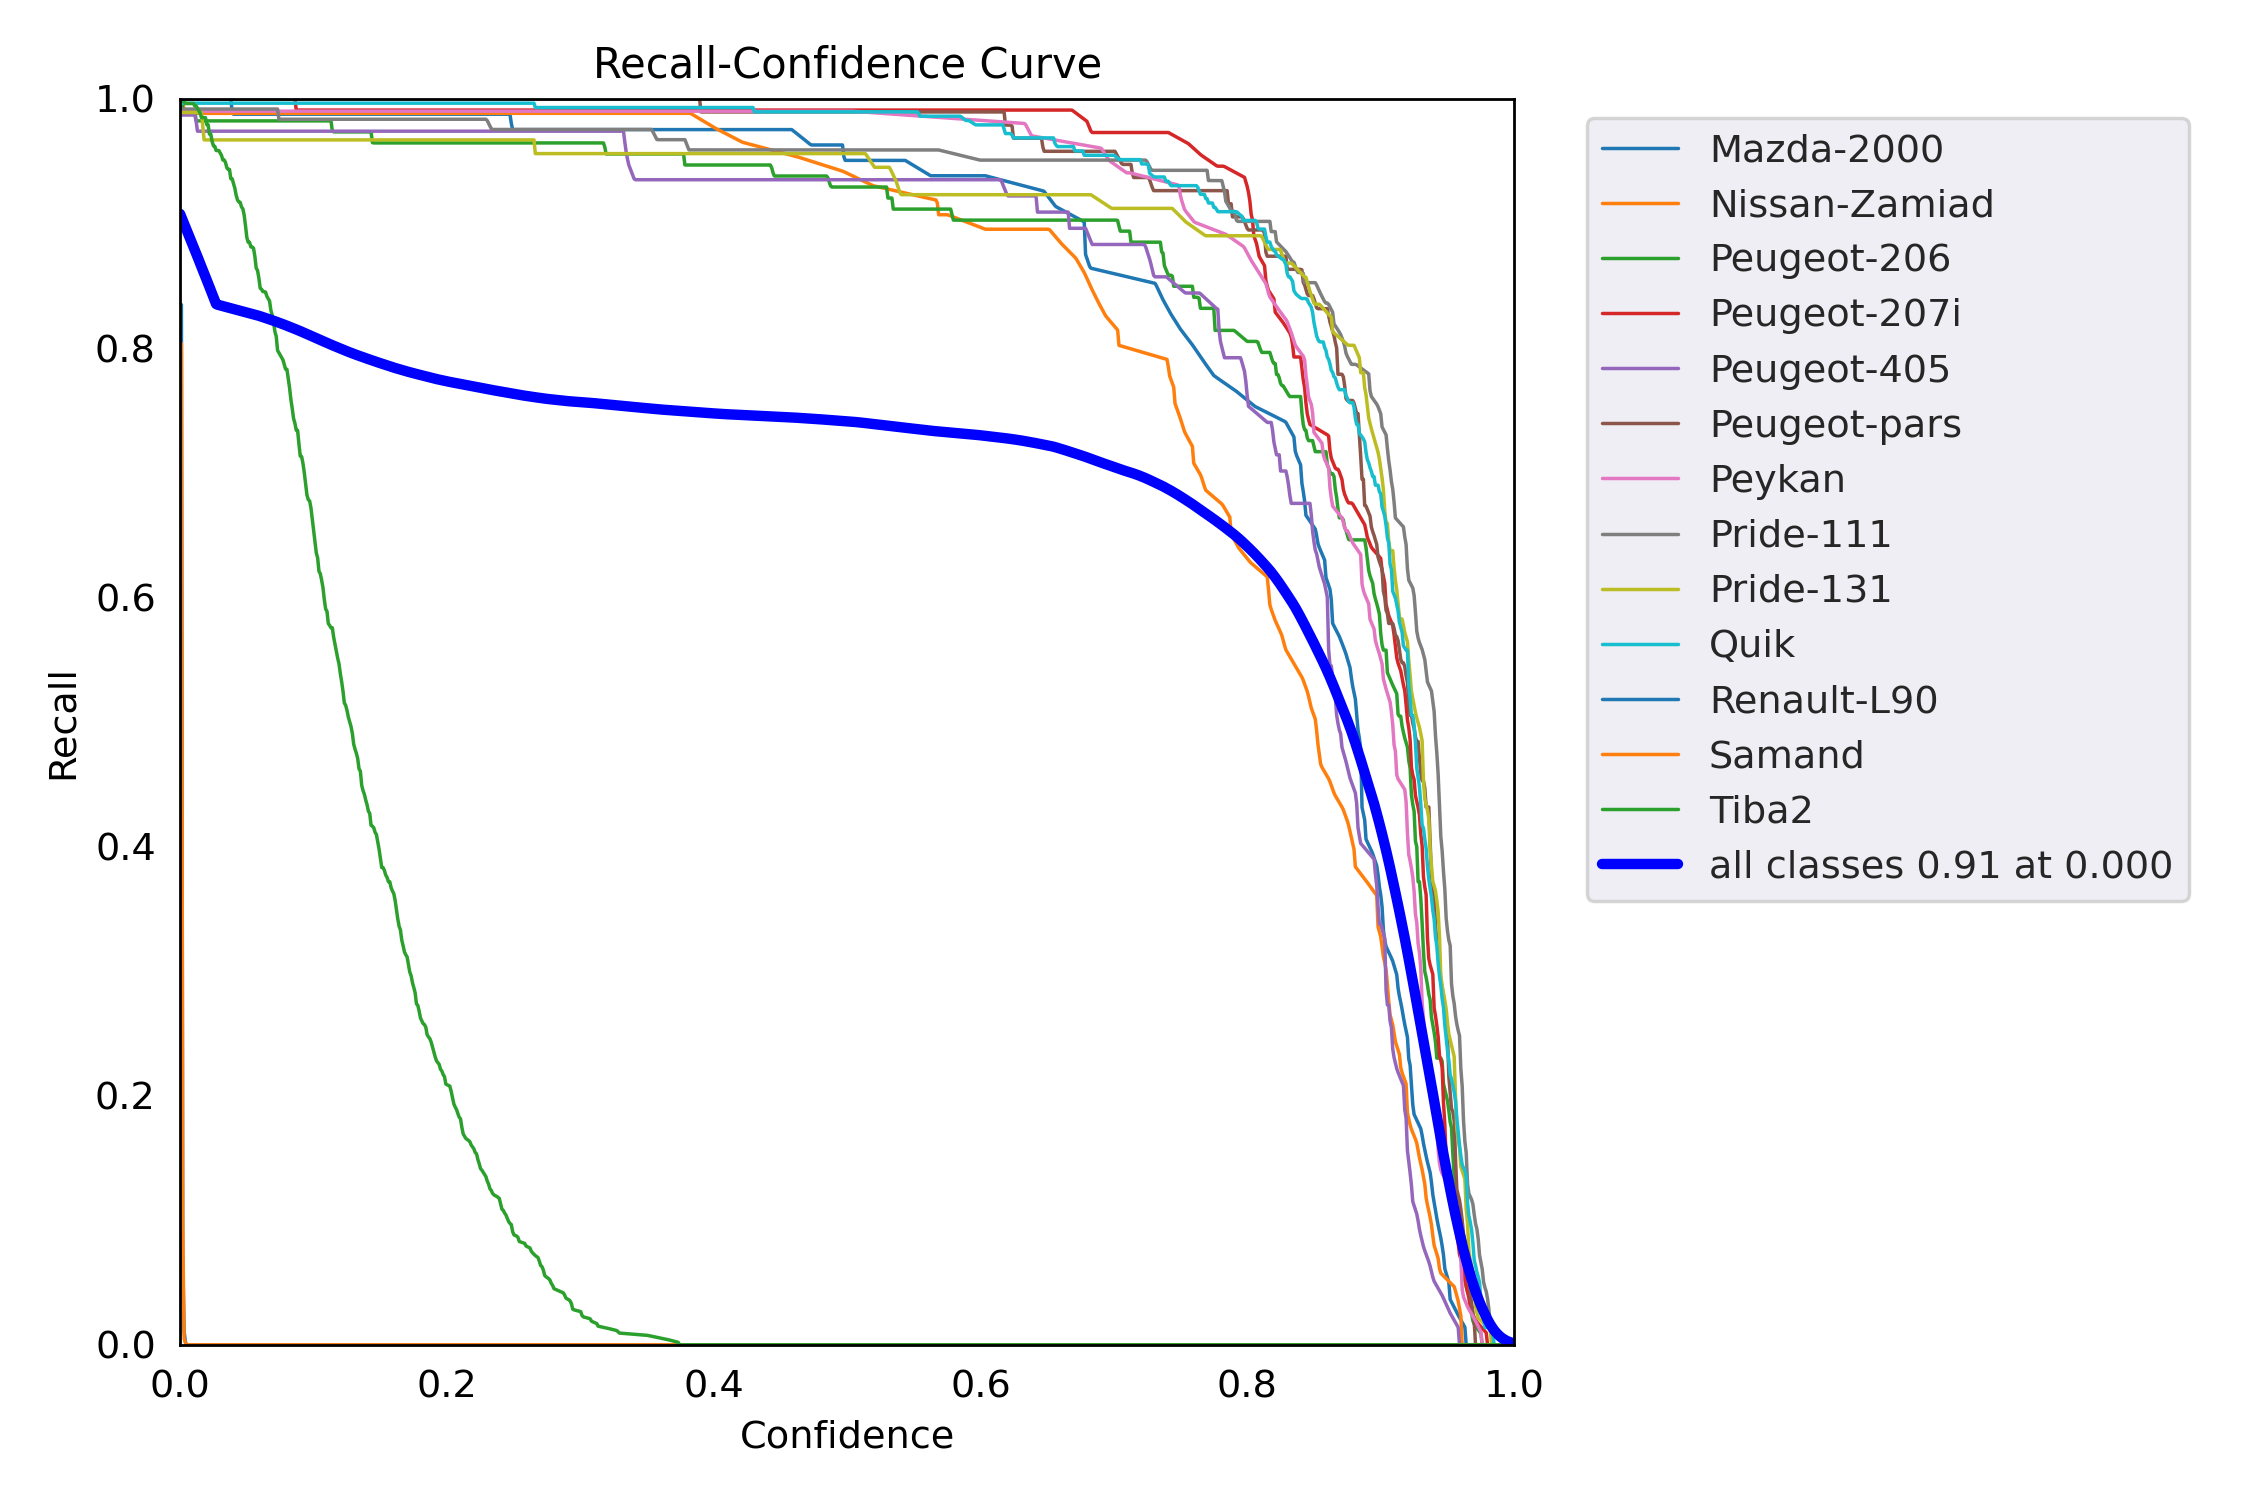 Recall-Confidence Curve
1.0
0.8
0.6
0.4
0.2
0.0
Recall
0.0 0.2 0.4 0.6 0.8 1.0
Confidence
Mazda-2000
Nissan-Zamiad
Peugeot-206
Peugeot-207i
Peugeot-405
Peugeot-pars
Peykan
Pride-111
Pride-131
Quik
Renault-L90
Samand
Tiba2
all classes 0.91 at 0.000